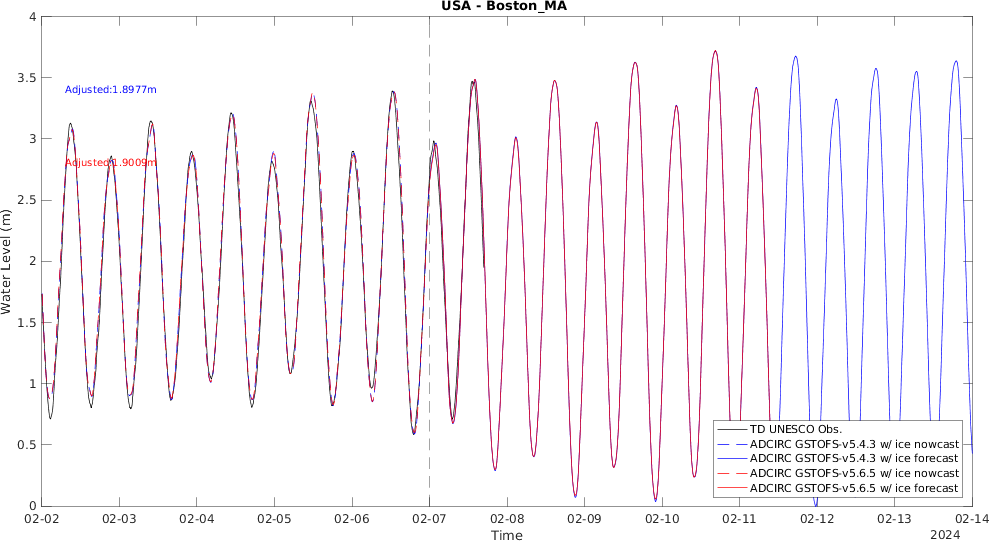 USA - Boston_MA
4
3.5
3
2.5
2
1.5
1
0.5
0
Water Level (m)
Adjusted:1.8977m
Adjusted:1.9009m
TD UNESCO Obs.
ADCIRC GSTOFS-v5.4.3 w/ ice nowcast
ADCIRC GSTOFS-v5.4.3 w/ ice forecast
ADCIRC GSTOFS-v5.6.5 w/ ice nowcast
ADCIRC GSTOFS-v5.6.5 w/ ice forecast
02-02 02-03 02-04 02-05 02-06 02-07 02-08 02-09 02-10 02-11 02-12 02-13 02-14
Time
2024